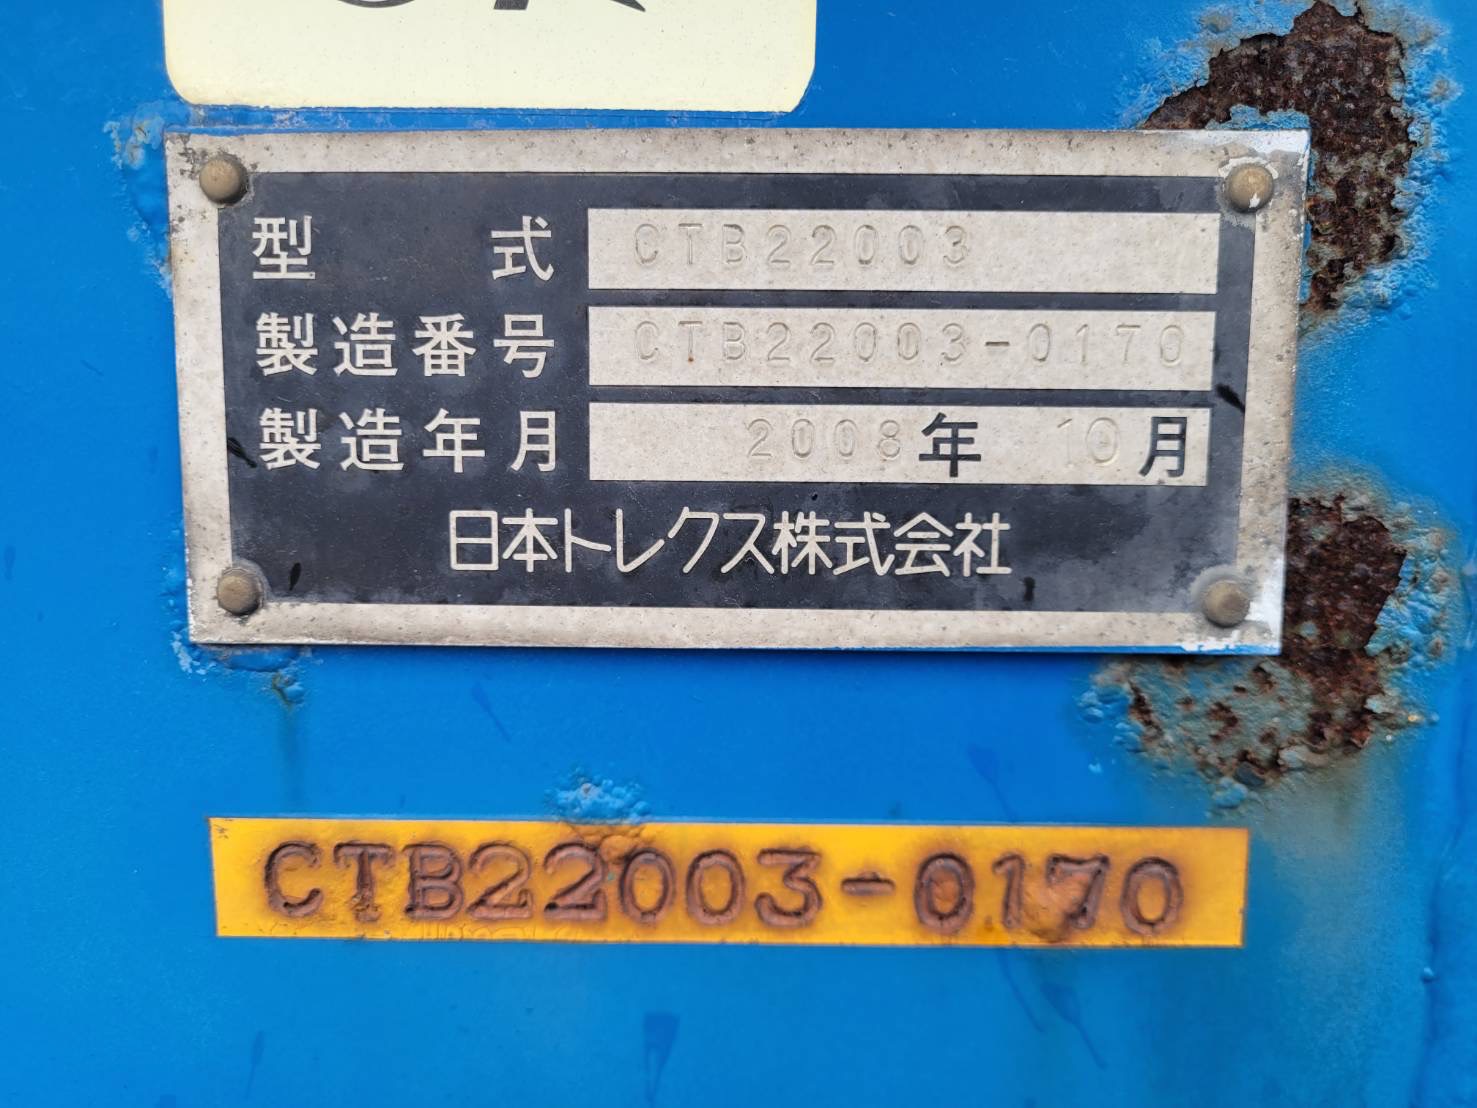 型式 CTB22003
製造番号 CTB22003-0170
製造年月 2008年 10月
日本トレクス株式会社
CTB22003-0170